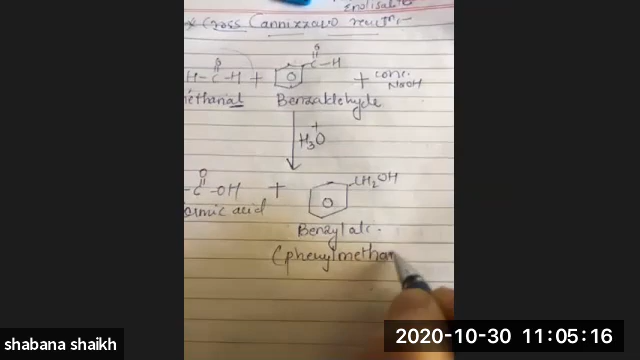 enolisable
* Cross Cannizzaro reactn:-
O O
H-C-H + C-H + conc. NaOH
methanal Benzaldehyde
H3O+
O
-C-OH + CH2OH
formic acid
Benzyl alc.
(phenylmethan
shabana shaikh
2020-10-30 11:05:16